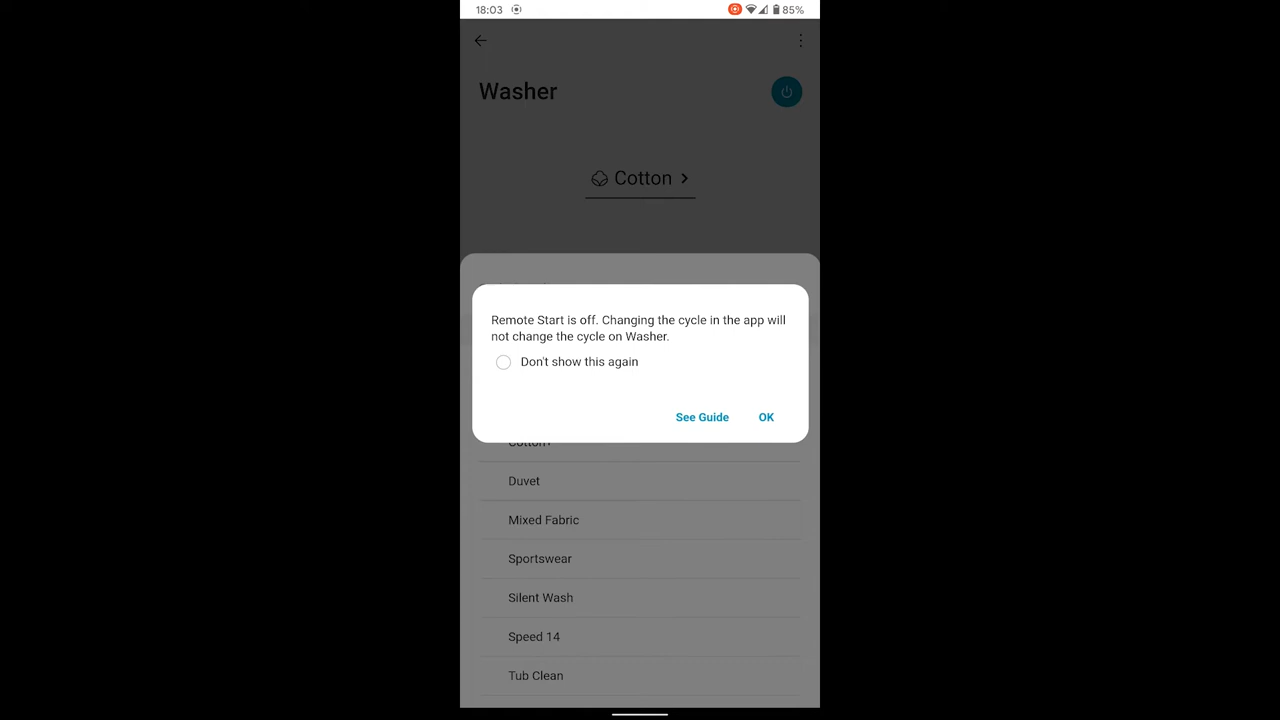 18:03
85%
Washer
Cotton
Remote Start is off. Changing the cycle in the app will
not change the cycle on Washer.
Don't show this again
See Guide
OK
Duvet
Mixed Fabric
Sportswear
Silent Wash
Speed 14
Tub Clean